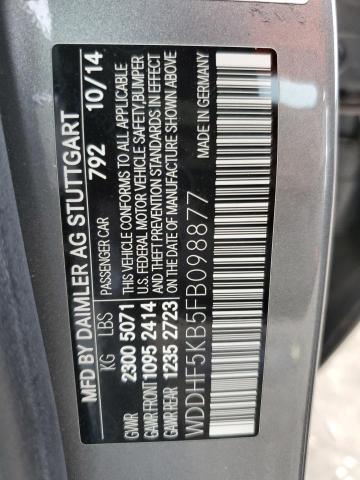 MFD BY DAIMLER AG STUTTGART
792 10/14
PASSENGER CAR
KG LBS
GVWR 2300 5071
GAWR FRONT 1095 2414
GAWR REAR 1235 2723
THIS VEHICLE CONFORMS TO ALL APPLICABLE
U.S. FEDERAL MOTOR VEHICLE SAFETY, BUMPER
AND THEFT PREVENTION STANDARDS IN EFFECT
ON THE DATE OF MANUFACTURE SHOWN ABOVE
WDDHF5KB5FB098877
MADE IN GERMANY